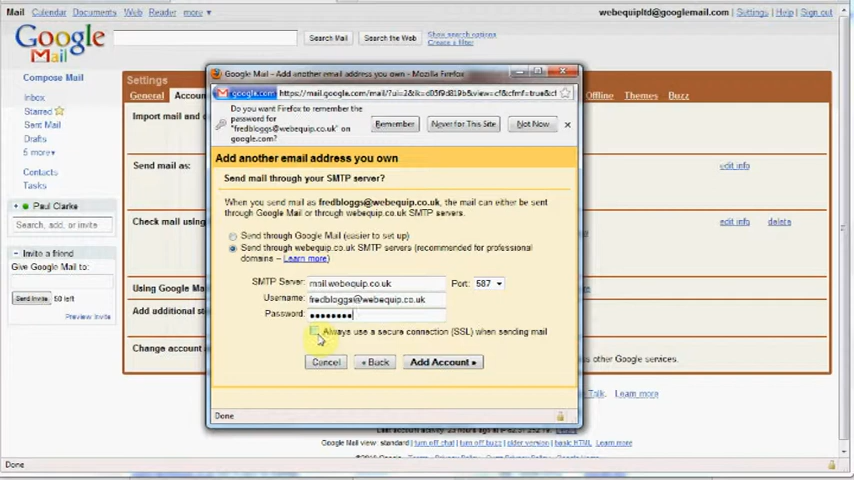 Mail Calendar Documents Web Reader more ▾
webequipltd@googlemail.com | Settings | Help | Sign out
Google Mail
Search Mail
Search the Web
Show search options
Create a filter
Compose Mail
Inbox
Starred
Sent Mail
Drafts
5 more ▾
Contacts
Tasks
Paul Clarke
Search, add, or invite
Invite a friend
Give Google Mail to:
Send Invite 50 left
Preview Invite
Settings
General Accou
Offline Themes Buzz
Import mail and c
Send mail as:
edit info
Check mail using
edit info delete
Using Google Ma
Add additional s
Change account
other Google services.
Talk. Learn more
Google Mail - Add another email address you own - Mozilla Firefox
google.com
Do you want Firefox to remember the
password for
"fredbloggs@webequip.co.uk" on
google.com?
Remember
Never for This Site
Not Now
Add another email address you own
Send mail through your SMTP server?
When you send mail as fredbloggs@webequip.co.uk, the mail can either be sent
through Google Mail or through webequip.co.uk SMTP servers.
Send through Google Mail (easier to set up)
Send through webequip.co.uk SMTP servers (recommended for professional
domains – Learn more)
SMTP Server: mail.webequip.co.uk Port: 587
Username: fredbloggs@webequip.co.uk
Password: ••••••••
Always use a secure connection (SSL) when sending mail
Cancel
« Back
Add Account »
Done
Google Mail view: standard | turn off chat | turn off buzz | older version | basic HTML Learn more
Done